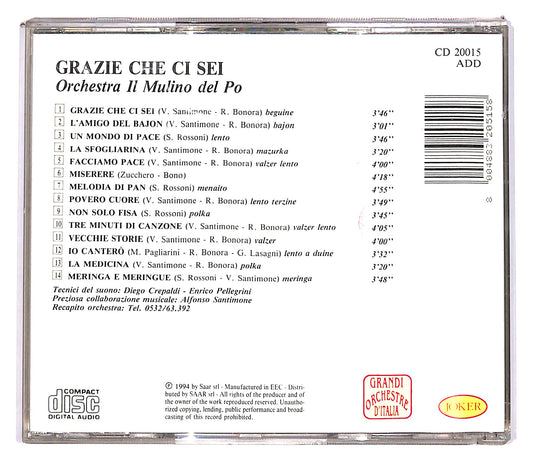 GRAZIE CHE CI SEI
Orchestra Il Mulino del Po
CD 20015
ADD
1 GRAZIE CHE CI SEI (V. Santimone - R. Bonora) beguine 3'46''
2 L'AMIGO DEL BAJON (V. Santimone - R. Bonora) bajon 3'01''
3 UN MONDO DI PACE (S. Rossoni) lento 3'46''
4 LA SFOGLIARINA (V. Santimone - R. Bonora) mazurka 3'20''
5 FACCIAMO PACE (V. Santimone - R. Bonora) valzer lento 4'00''
6 MISERERE (Zucchero - Bono) 4'18''
7 MELODIA DI PAN (S. Rossoni) menaito 4'55''
8 POVERO CUORE (V. Santimone - R. Bonora) lento terzine 3'49''
9 NON SOLO FISA (S. Rossoni) polka 3'45''
10 TRE MINUTI DI CANZONE (V. Santimone - R. Bonora) valzer lento 4'05''
11 VECCHIE STORIE (V. Santimone - R. Bonora) valzer 4'00''
12 IO CANTERÒ (M. Pagliarini - R. Bonora - G. Lasagni) lento a duine 3'32''
13 LA MEDICINA (V. Santimone - R. Bonora) polka 3'20''
14 MERINGA E MERINGUE (S. Rossoni - V. Santimone) meringa 3'48''
Tecnici del suono: Diego Crepaldi - Enrico Pellegrini
Preziosa collaborazione musicale: Alfonso Santimone
Recapito orchestra: Tel. 0532/63.392
8 004883 205158
COMPACT
disc
DIGITAL AUDIO
℗ 1994 by Saar srl - Manufactured in EEC - Distri-
buted by SAAR srl - All rights of the producer and of
the owner of the work reproduced reserved.
Unauthorized copying, lending, public performance and broad-
casting of this record prohibited.
GRANDI
ORCHESTRE
D'ITALIA
JOKER